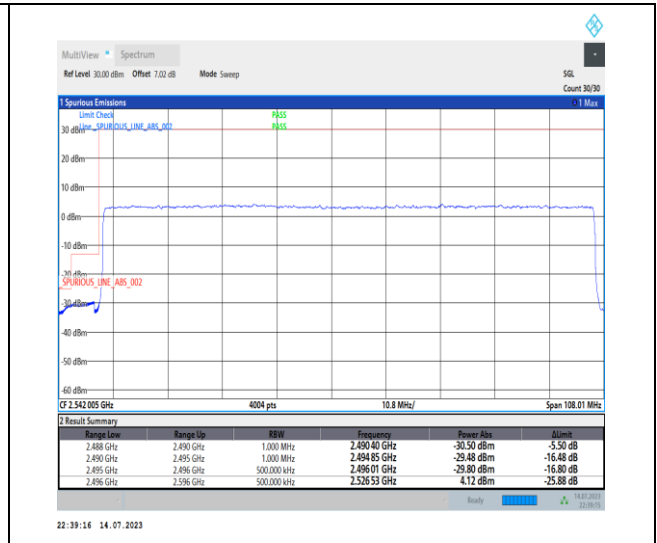 MultiView Spectrum
Ref Level 30.00 dBm Offset 7.02 dB Mode Sweep SGL
Count 30/30
1 Spurious Emissions 1 Max
Limit Check PASS
Line _SPURIOUS_LINE_ABS_002 PASS
30 dBm
20 dBm
10 dBm
0 dBm
-10 dBm
-20 dBm
SPURIOUS_LINE_ABS_002
-30 dBm
-40 dBm
-50 dBm
-60 dBm
CF 2.542 005 GHz 4004 pts 10.8 MHz/ Span 108.01 MHz
2 Result Summary
Range Low Range Up RBW Frequency Power Abs ΔLimit
2.488 GHz 2.490 GHz 1.000 MHz 2.490 40 GHz -30.50 dBm -5.50 dB
2.490 GHz 2.495 GHz 1.000 MHz 2.494 85 GHz -29.48 dBm -16.48 dB
2.495 GHz 2.496 GHz 500.000 kHz 2.496 01 GHz -29.80 dBm -16.80 dB
2.496 GHz 2.596 GHz 500.000 kHz 2.526 53 GHz 4.12 dBm -25.88 dB
Ready 14.07.2023
22:39:15
22:39:16 14.07.2023